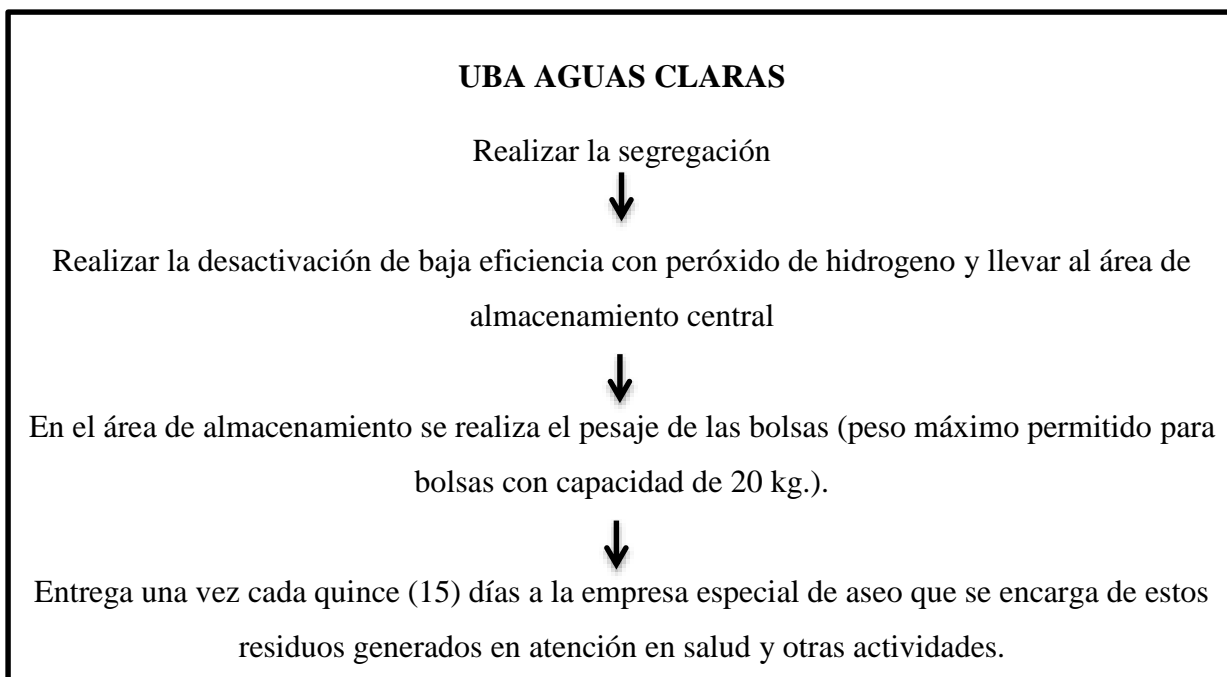 UBA AGUAS CLARAS
Realizar la segregación
Realizar la desactivación de baja eficiencia con peróxido de hidrogeno y llevar al área de
almacenamiento central
En el área de almacenamiento se realiza el pesaje de las bolsas (peso máximo permitido para
bolsas con capacidad de 20 kg.).
Entrega una vez cada quince (15) días a la empresa especial de aseo que se encarga de estos
residuos generados en atención en salud y otras actividades.